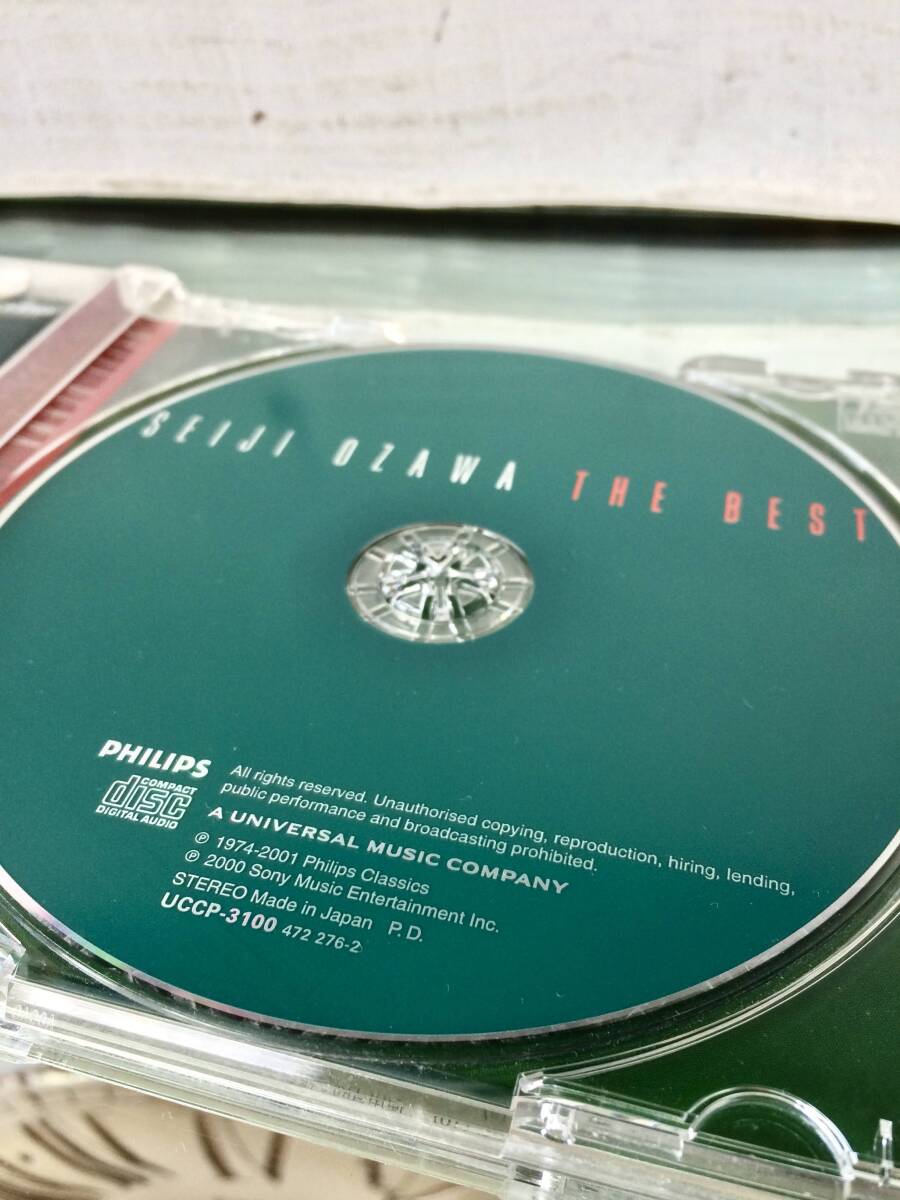 SEIJI OZAWA THE BEST
PHILIPS
COMPACT
disc
DIGITAL AUDIO
All rights reserved. Unauthorised copying, reproduction, hiring, lending,
public performance and broadcasting prohibited.
A UNIVERSAL MUSIC COMPANY
℗ 1974-2001 Philips Classics
℗ 2000 Sony Music Entertainment Inc.
STEREO Made in Japan P.D.
UCCP-3100 472 276-2